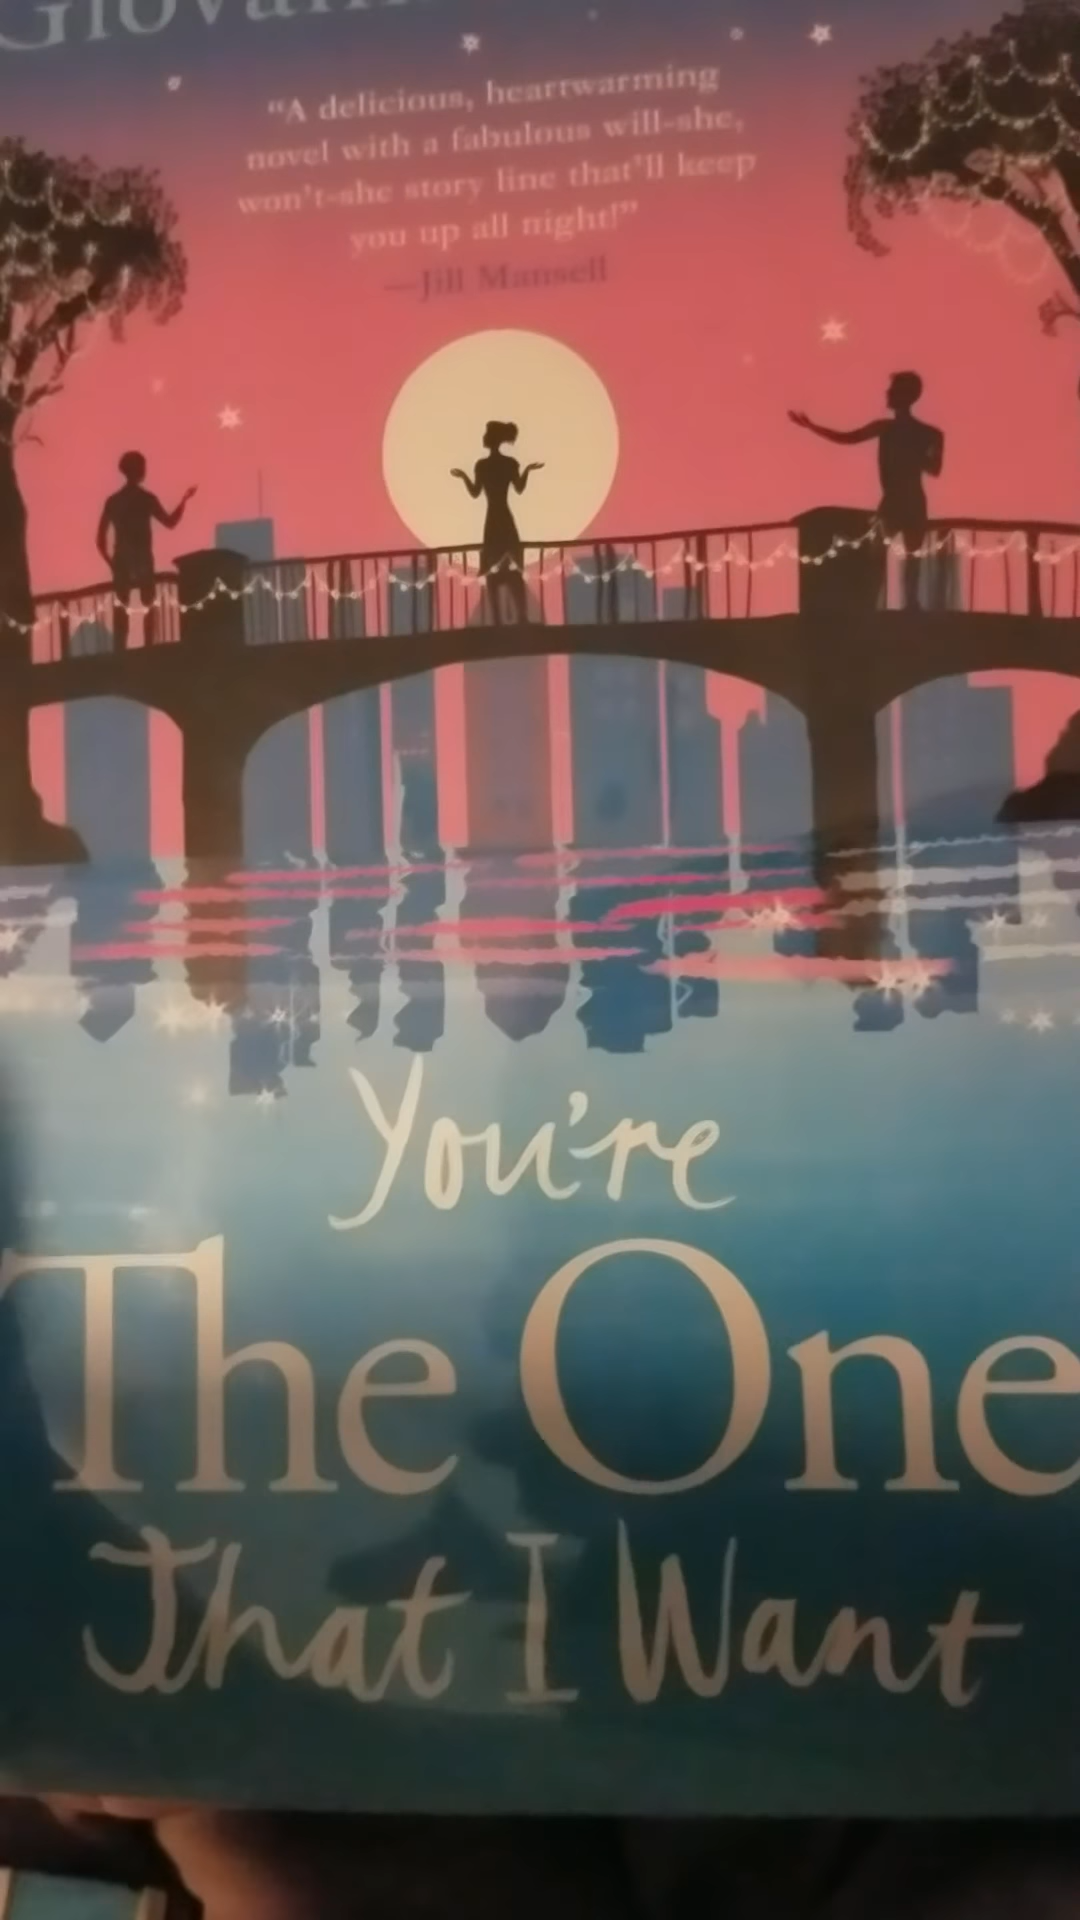 "A delicious, heartwarming
novel with a fabulous will-she,
won't-she story line that'll keep
you up all night!"
—Jill Mansell
You're
The One
That I Want